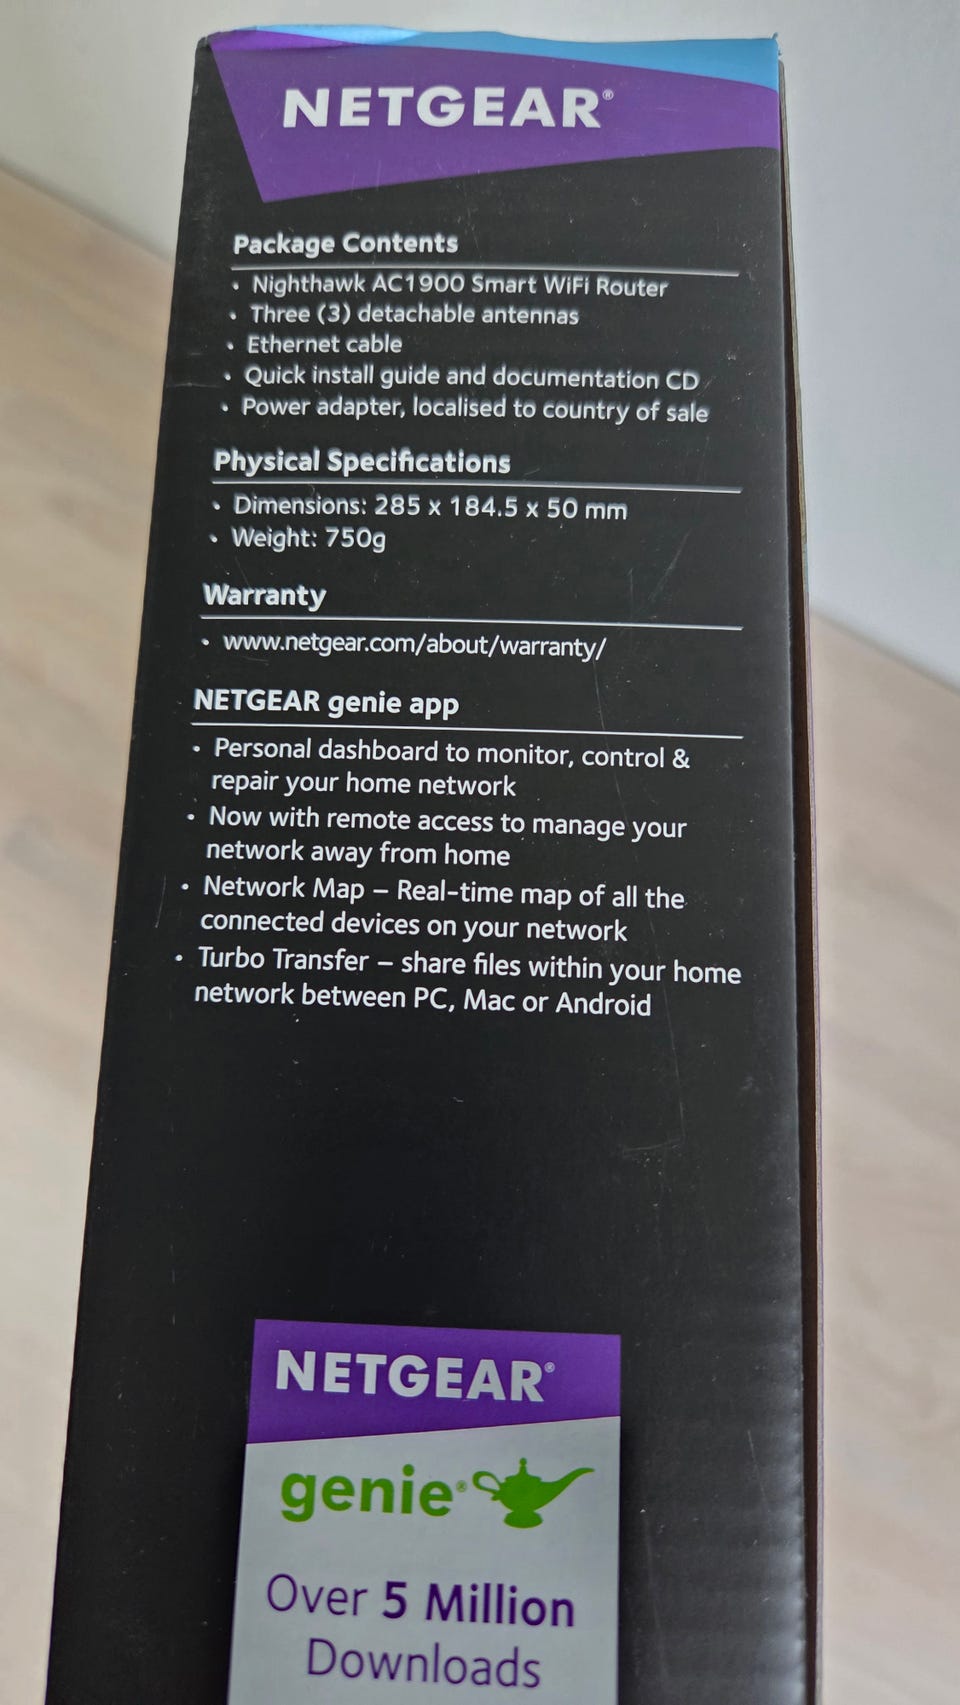 NETGEAR®
Package Contents
• Nighthawk AC1900 Smart WiFi Router
• Three (3) detachable antennas
• Ethernet cable
• Quick install guide and documentation CD
• Power adapter, localised to country of sale
Physical Specifications
• Dimensions: 285 x 184.5 x 50 mm
• Weight: 750g
Warranty
• www.netgear.com/about/warranty/
NETGEAR genie app
• Personal dashboard to monitor, control &
repair your home network
• Now with remote access to manage your
network away from home
• Network Map – Real-time map of all the
connected devices on your network
• Turbo Transfer – share files within your home
network between PC, Mac or Android
NETGEAR®
genie®
Over 5 Million
Downloads